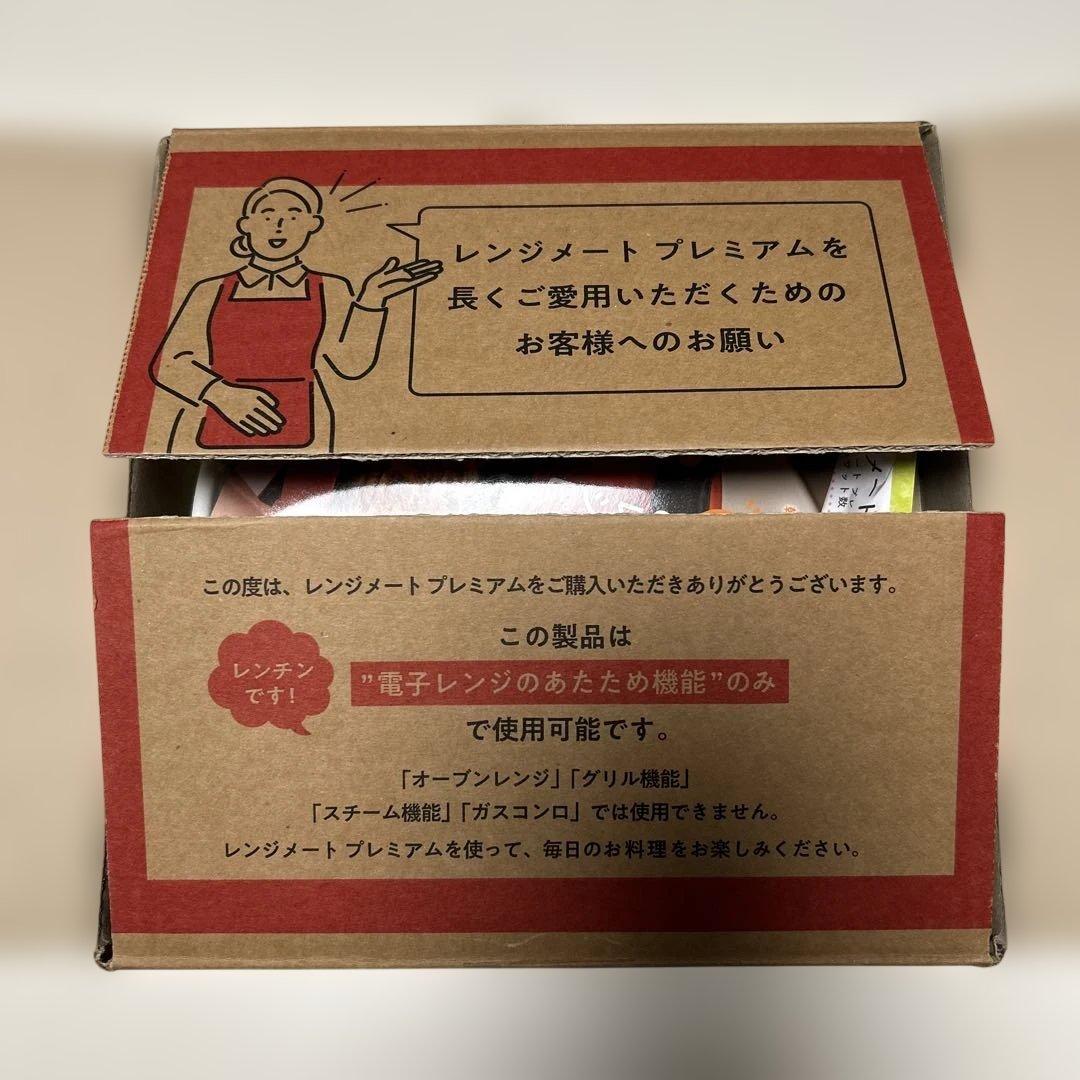 レンジメート プレミアムを
長くご愛用いただくための
お客様へのお願い
この度は、レンジメート プレミアムをご購入いただきありがとうございます。
この製品は
レンチン
です！
”電子レンジのあたため機能”のみ
で使用可能です。
「オーブンレンジ」「グリル機能」
「スチーム機能」「ガスコンロ」では使用できません。
レンジメート プレミアムを使って、毎日のお料理をお楽しみください。